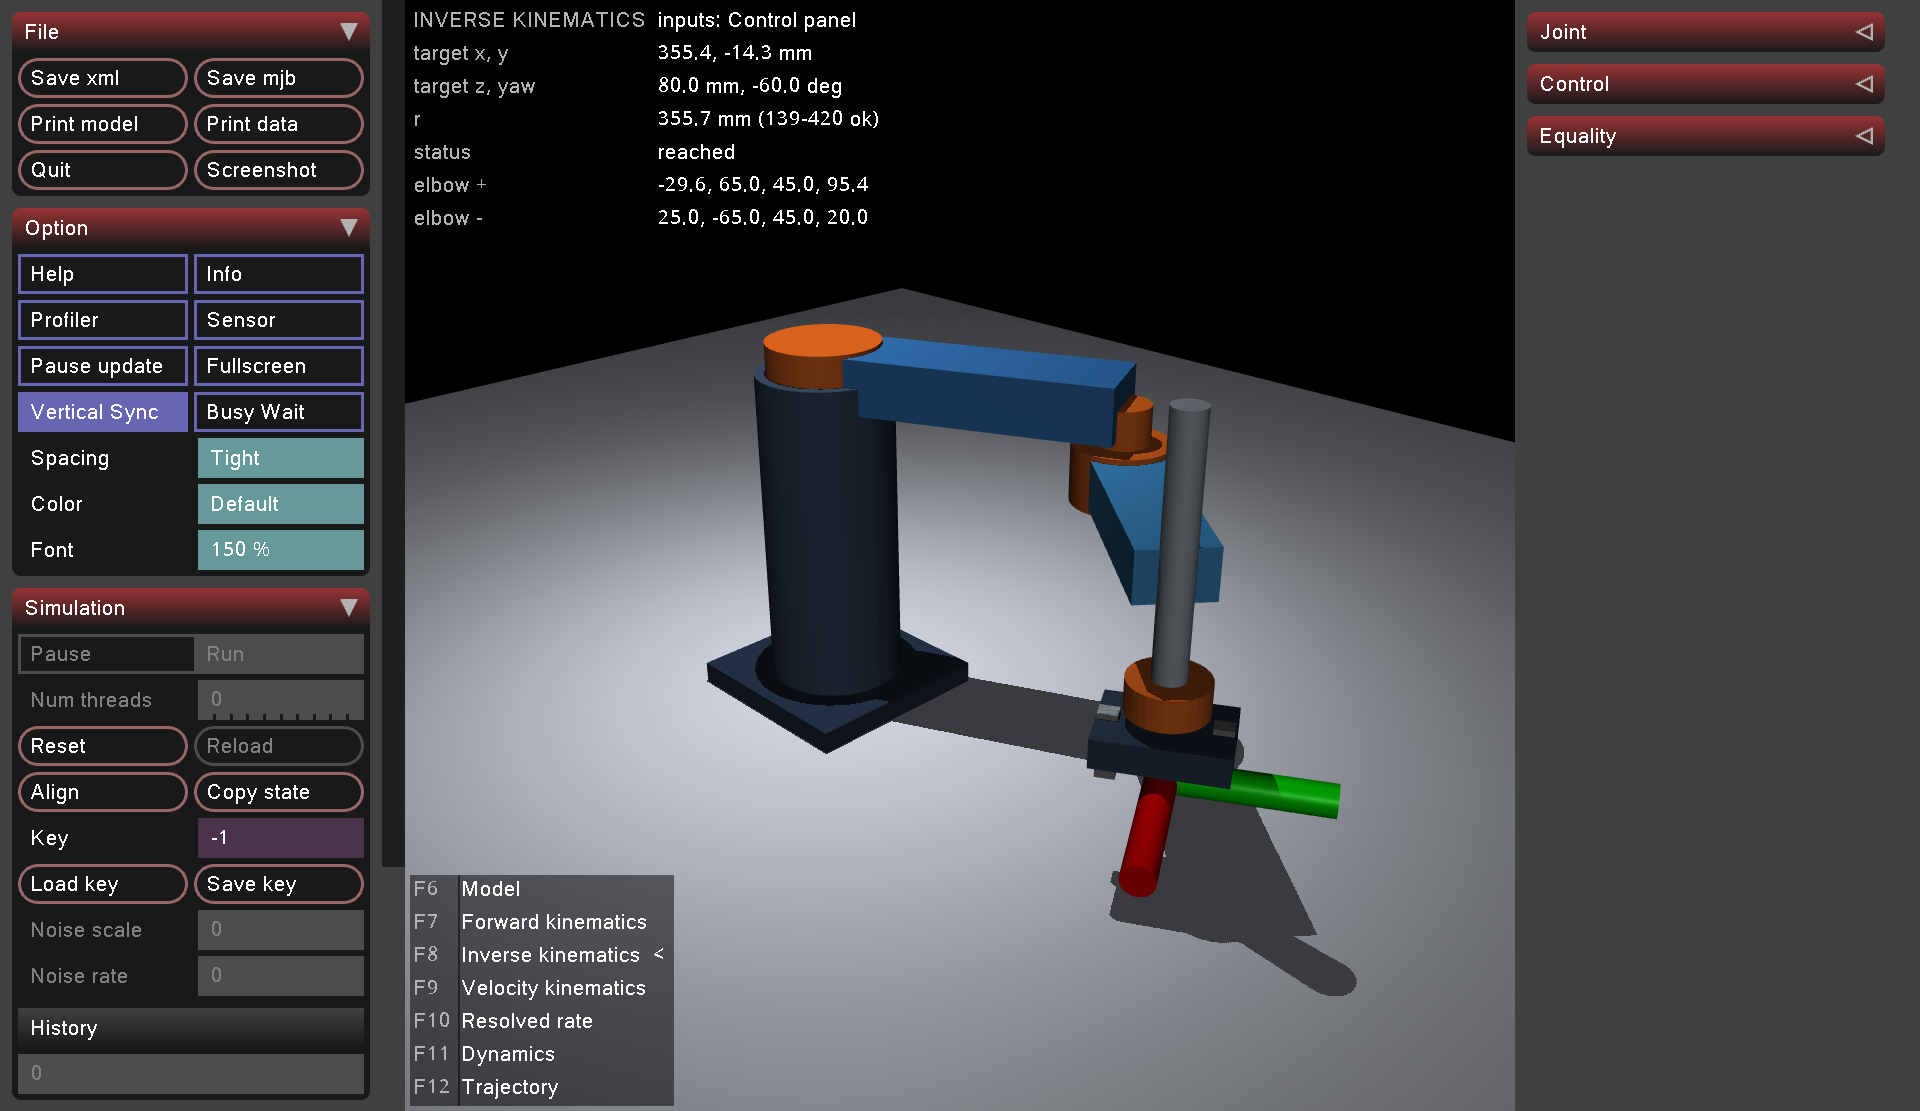 File
Save xml
Save mjb
Print model
Print data
Quit
Screenshot
Option
Help
Info
Profiler
Sensor
Pause update
Fullscreen
Vertical Sync
Busy Wait
Spacing
Tight
Color
Default
Font
150 %
Simulation
Pause
Run
Num threads
0
Reset
Reload
Align
Copy state
Key
-1
Load key
Save key
Noise scale
0
Noise rate
0
History
0
INVERSE KINEMATICS inputs: Control panel
target x, y 355.4, -14.3 mm
target z, yaw 80.0 mm, -60.0 deg
r 355.7 mm (139-420 ok)
status reached
elbow + -29.6, 65.0, 45.0, 95.4
elbow - 25.0, -65.0, 45.0, 20.0
F6 Model
F7 Forward kinematics
F8 Inverse kinematics <
F9 Velocity kinematics
F10 Resolved rate
F11 Dynamics
F12 Trajectory
Joint
Control
Equality